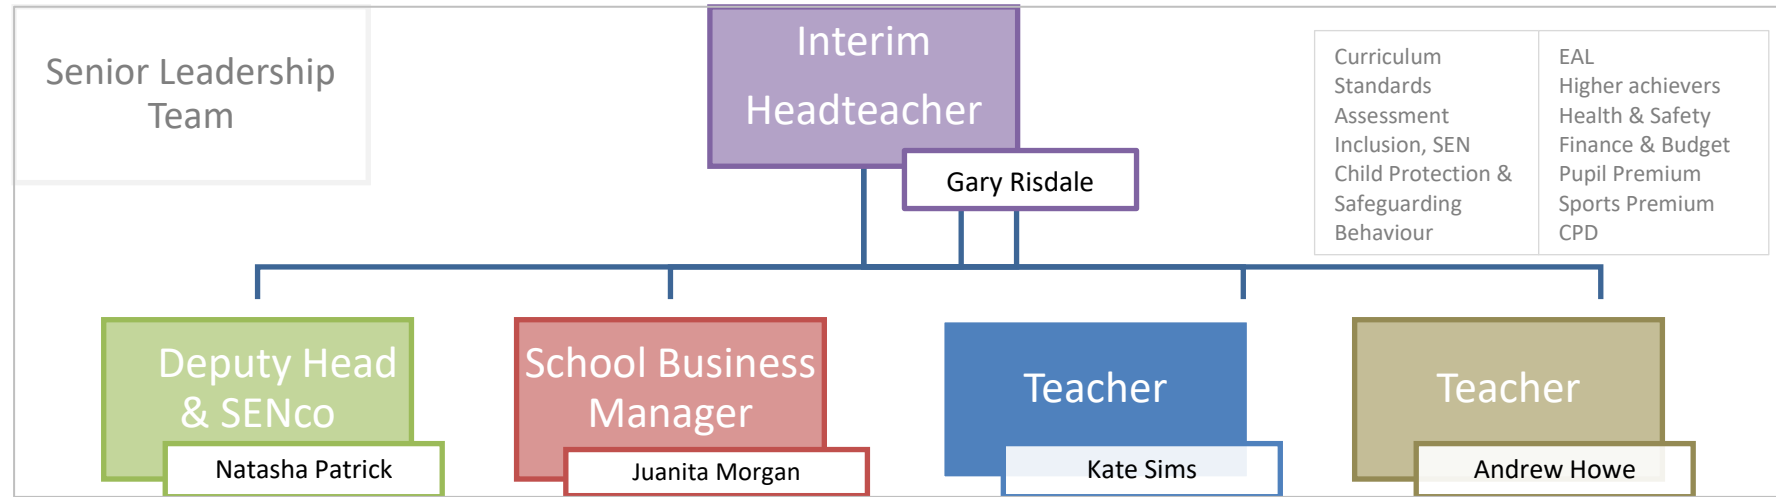 Senior Leadership
Team
Interim
Headteacher
Gary Risdale
Curriculum
Standards
Assessment
Inclusion, SEN
Child Protection &
Safeguarding
Behaviour
EAL
Higher achievers
Health & Safety
Finance & Budget
Pupil Premium
Sports Premium
CPD
Deputy Head
& SENco
Natasha Patrick
School Business
Manager
Juanita Morgan
Teacher
Kate Sims
Teacher
Andrew Howe